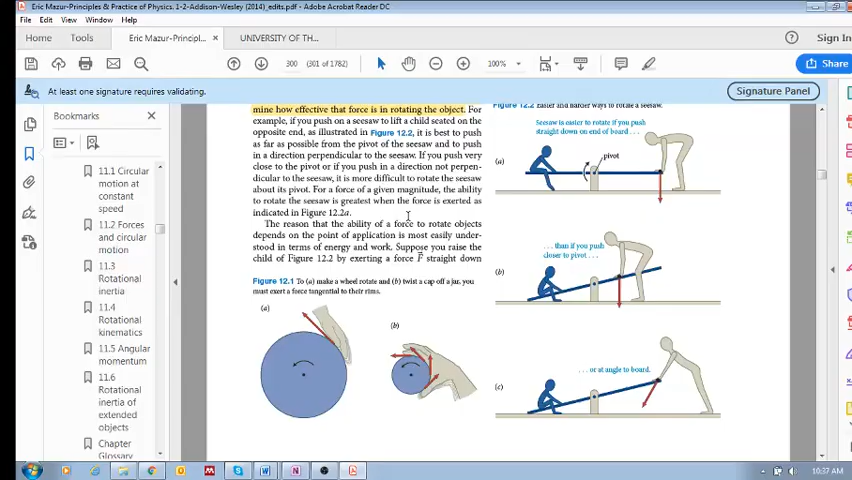 Eric Mazur-Principles & Practice of Physics. 1-2-Addison-Wesley (2014)_edits.pdf - Adobe Acrobat Reader DC
File Edit View Window Help
Home Tools Eric Mazur-Principl... × UNIVERSITY OF TH... Sign In
300 (301 of 1782) 100% Share
At least one signature requires validating. Signature Panel
Bookmarks
11.1 Circular
motion at
constant
speed
11.2 Forces
and circular
motion
11.3
Rotational
inertia
11.4
Rotational
kinematics
11.5 Angular
momentum
11.6
Rotational
inertia of
extended
objects
Chapter
Glossary
mine how effective that force is in rotating the object. For
example, if you push on a seesaw to lift a child seated on the
opposite end, as illustrated in Figure 12.2, it is best to push
as far as possible from the pivot of the seesaw and to push
in a direction perpendicular to the seesaw. If you push very
close to the pivot or if you push in a direction not perpen-
dicular to the seesaw, it is more difficult to rotate the seesaw
about its pivot. For a force of a given magnitude, the ability
to rotate the seesaw is greatest when the force is exerted as
indicated in Figure 12.2a.
The reason that the ability of a force to rotate objects
depends on the point of application is most easily under-
stood in terms of energy and work. Suppose you raise the
child of Figure 12.2 by exerting a force F⃗ straight down
Figure 12.1 To (a) make a wheel rotate and (b) twist a cap off a jar, you
must exert a force tangential to their rims.
(a)
(b)
Figure 12.2 Easier and harder ways to rotate a seesaw.
Seesaw is easier to rotate if you push
straight down on end of board . . .
(a)
pivot
. . . than if you push
closer to pivot . . .
(b)
. . . or at angle to board.
(c)
10:37 AM